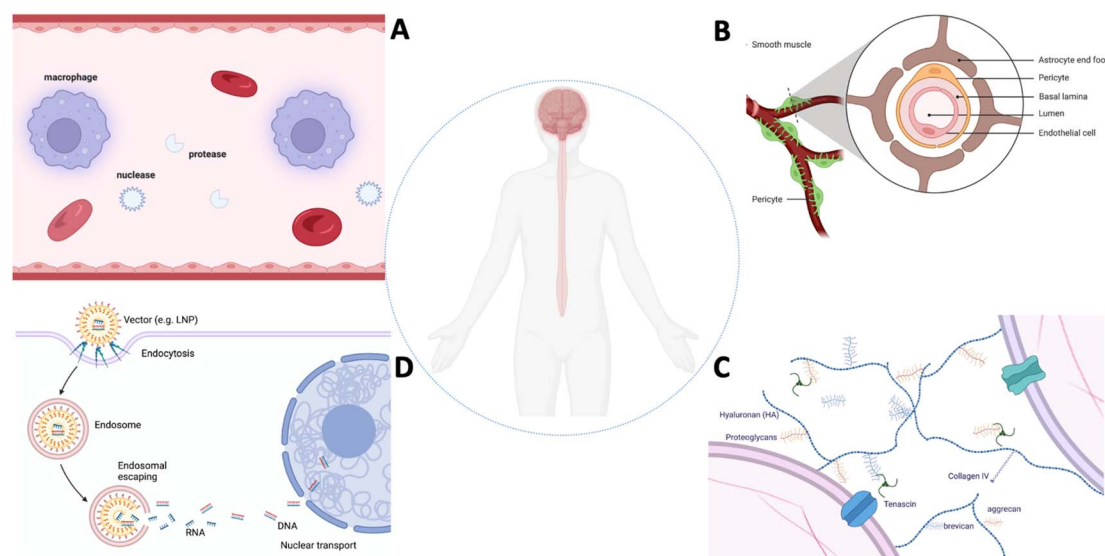 A
macrophage
protease
nuclease
B
Smooth muscle
Astrocyte end foo
Pericyte
Basal lamina
Lumen
Endothelial cell
Pericyte
Vector (e.g. LNP)
Endocytosis
D
Endosome
Endosomal
escaping
RNA
DNA
Nuclear transport
C
Hyaluronan (HA)
Proteoglycans
Collagen IV
Tenascin
aggrecan
brevican